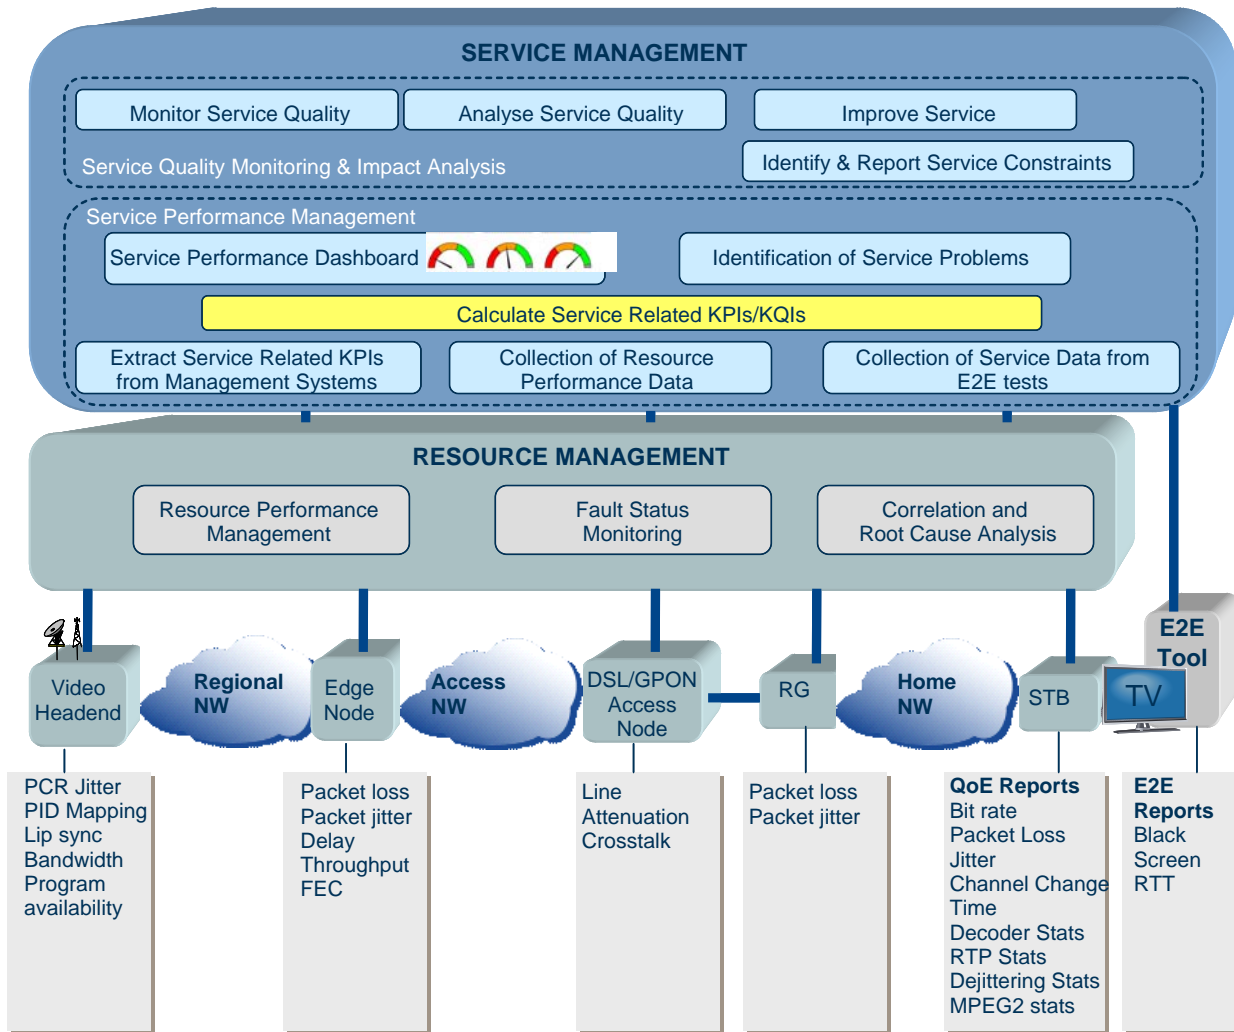 SERVICE MANAGEMENT
Monitor Service Quality
Analyse Service Quality
Improve Service
Service Quality Monitoring & Impact Analysis
Identify & Report Service Constraints
Service Performance Management
Service Performance Dashboard
Identification of Service Problems
Calculate Service Related KPIs/KQIs
Extract Service Related KPIs
from Management Systems
Collection of Resource
Performance Data
Collection of Service Data from
E2E tests
RESOURCE MANAGEMENT
Resource Performance
Management
Fault Status
Monitoring
Correlation and
Root Cause Analysis
Video
Headend
Regional
NW
Edge
Node
Access
NW
DSL/GPON
Access
Node
RG
Home
NW
STB
TV
E2E
Tool
PCR Jitter
PID Mapping
Lip sync
Bandwidth
Program
availability
Packet loss
Packet jitter
Delay
Throughput
FEC
Line
Attenuation
Crosstalk
Packet loss
Packet jitter
QoE Reports
Bit rate
Packet Loss
Jitter
Channel Change
Time
Decoder Stats
RTP Stats
Dejittering Stats
MPEG2 stats
E2E
Reports
Black
Screen
RTT